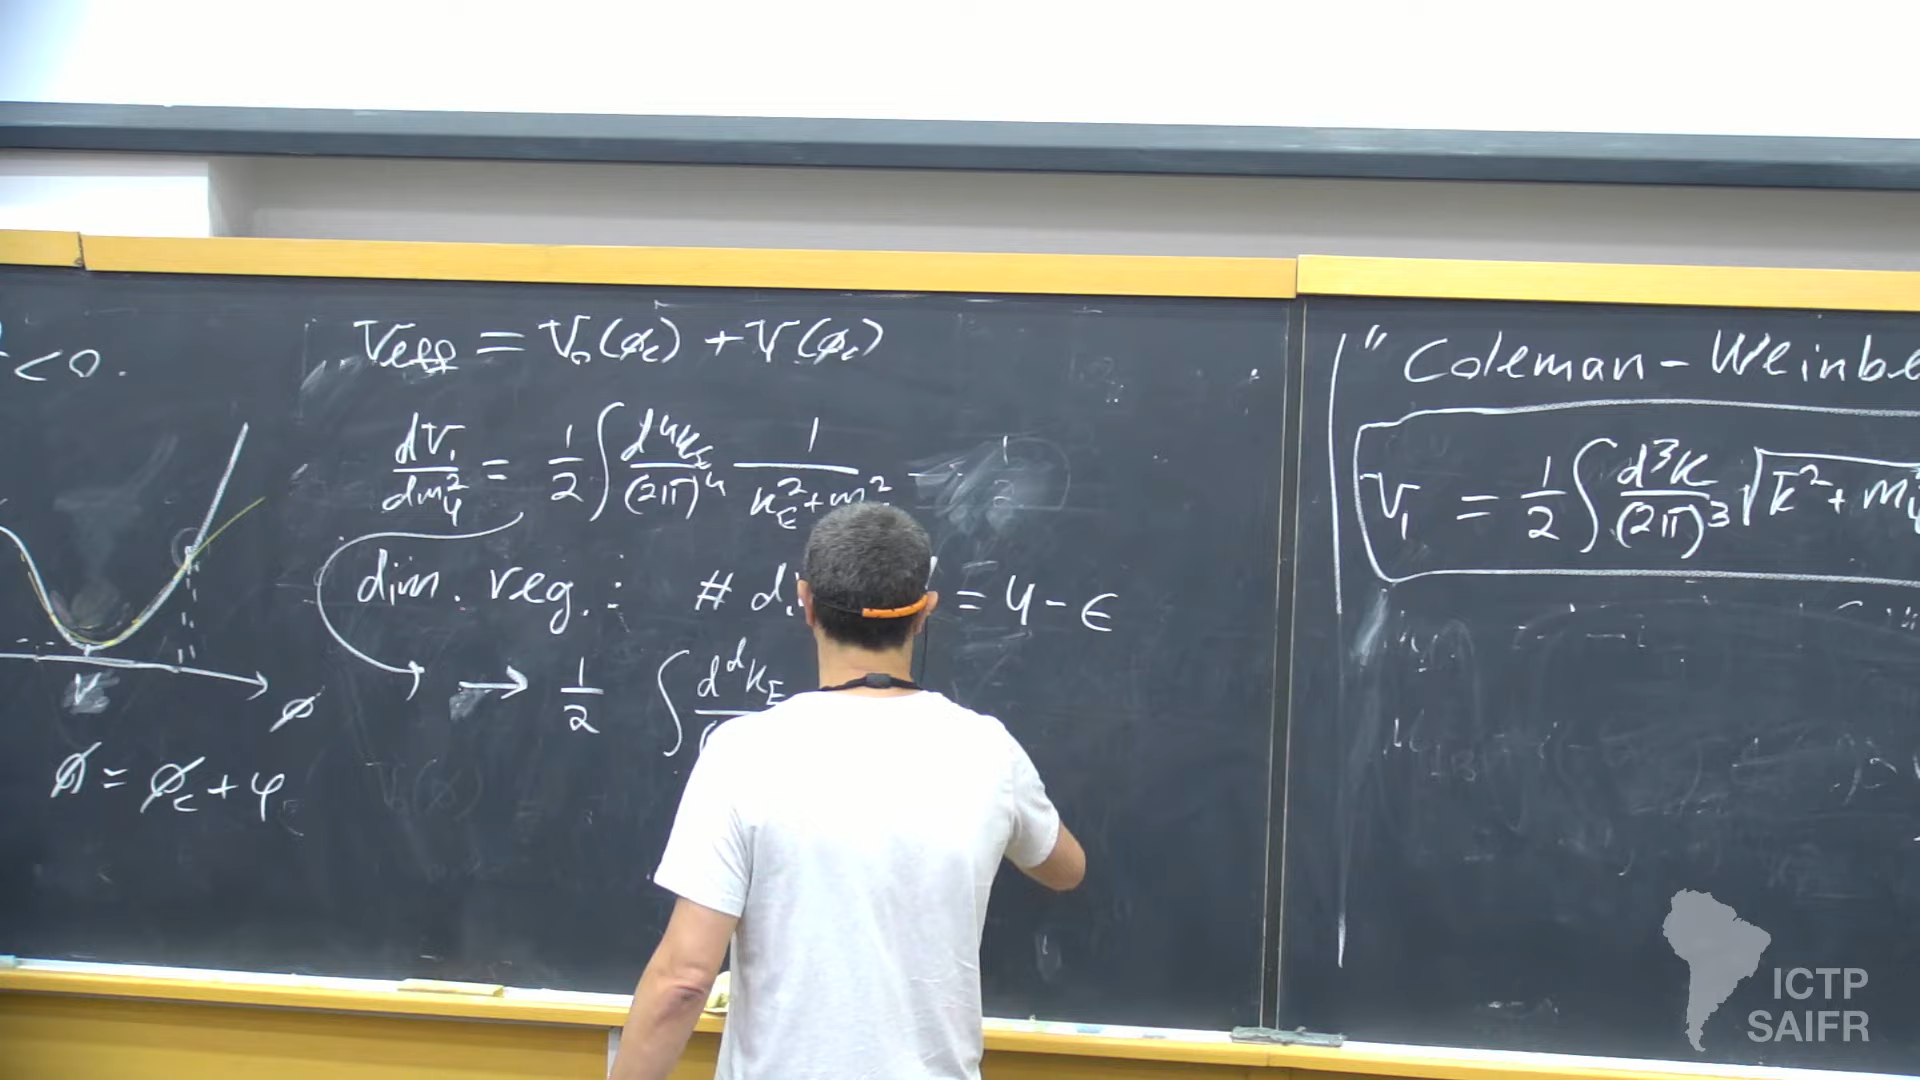 < 0.
V
ϕ
ϕ = ϕ_c + φ
V_eff = V_0(ϕ_c) + V(ϕ_c)
dV_1/dm_φ^2 = 1/2 ∫ d^4k_E/(2π)^4 1/(k_E^2 + m^2
dim. reg.: # d = 4 - ϵ
→ 1/2 ∫ d^d k_E
"Coleman - Weinbe
V_1 = 1/2 ∫ d^3k/(2π)^3 √k^2 + m
ICTP
SAIFR